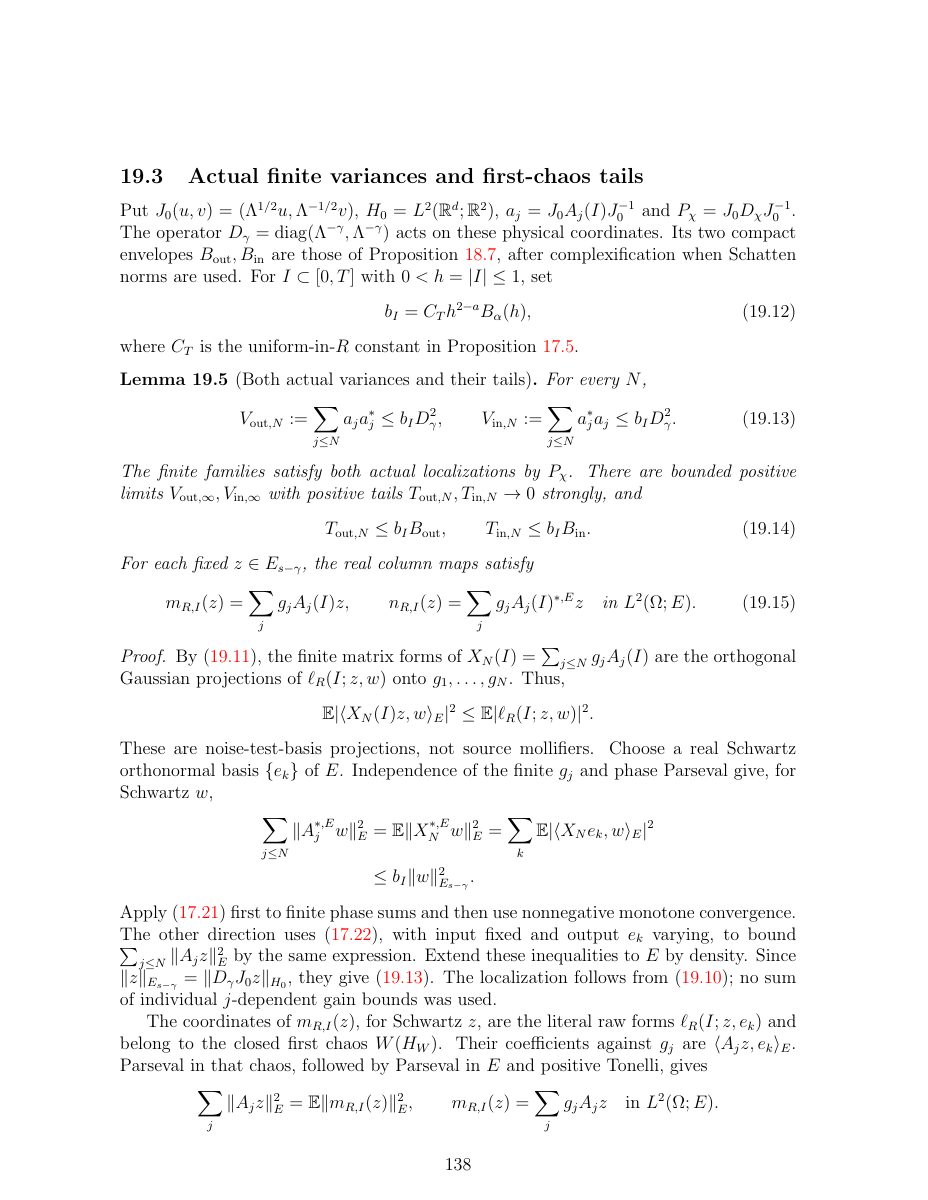 19.3 Actual finite variances and first-chaos tails
Put J₀(u, v) = (Λ^{1/2}u, Λ^{−1/2}v), H₀ = L²(ℝ^d; ℝ²), a_j = J₀A_j(I)J₀^{−1} and P_χ = J₀D_χJ₀^{−1}.
The operator D_γ = diag(Λ^{−γ}, Λ^{−γ}) acts on these physical coordinates. Its two compact
envelopes B_out, B_in are those of Proposition 18.7, after complexification when Schatten
norms are used. For I ⊂ [0, T] with 0 < h = |I| ≤ 1, set
b_I = C_T h^{2−a}B_α(h), (19.12)
where C_T is the uniform-in-R constant in Proposition 17.5.
Lemma 19.5 (Both actual variances and their tails). For every N,
V_{out,N} := ∑_{j≤N} a_j a_j^* ≤ b_I D_γ^2, V_{in,N} := ∑_{j≤N} a_j^* a_j ≤ b_I D_γ^2. (19.13)
The finite families satisfy both actual localizations by P_χ. There are bounded positive
limits V_{out,∞}, V_{in,∞} with positive tails T_{out,N}, T_{in,N} → 0 strongly, and
T_{out,N} ≤ b_I B_out, T_{in,N} ≤ b_I B_in. (19.14)
For each fixed z ∈ E_{s−γ}, the real column maps satisfy
m_{R,I}(z) = ∑_j g_j A_j(I)z, n_{R,I}(z) = ∑_j g_j A_j(I)^{*,E}z in L²(Ω; E). (19.15)
Proof. By (19.11), the finite matrix forms of X_N(I) = ∑_{j≤N} g_j A_j(I) are the orthogonal
Gaussian projections of ℓ_R(I; z, w) onto g₁, . . . , g_N. Thus,
𝔼|⟨X_N(I)z, w⟩_E|² ≤ 𝔼|ℓ_R(I; z, w)|².
These are noise-test-basis projections, not source mollifiers. Choose a real Schwartz
orthonormal basis {e_k} of E. Independence of the finite g_j and phase Parseval give, for
Schwartz w,
∑_{j≤N} ‖A_j^{*,E}w‖_E^2 = 𝔼‖X_N^{*,E}w‖_E^2 = ∑_k 𝔼|⟨X_N e_k, w⟩_E|²
≤ b_I‖w‖_{E_{s−γ}}^2.
Apply (17.21) first to finite phase sums and then use nonnegative monotone convergence.
The other direction uses (17.22), with input fixed and output e_k varying, to bound
∑_{j≤N} ‖A_j z‖_E^2 by the same expression. Extend these inequalities to E by density. Since
‖z‖_{E_{s−γ}} = ‖D_γJ₀z‖_{H₀}, they give (19.13). The localization follows from (19.10); no sum
of individual j-dependent gain bounds was used.
The coordinates of m_{R,I}(z), for Schwartz z, are the literal raw forms ℓ_R(I; z, e_k) and
belong to the closed first chaos W(H_W). Their coefficients against g_j are ⟨A_j z, e_k⟩_E.
Parseval in that chaos, followed by Parseval in E and positive Tonelli, gives
∑_j ‖A_j z‖_E^2 = 𝔼‖m_{R,I}(z)‖_E^2, m_{R,I}(z) = ∑_j g_j A_j z in L²(Ω; E).
138